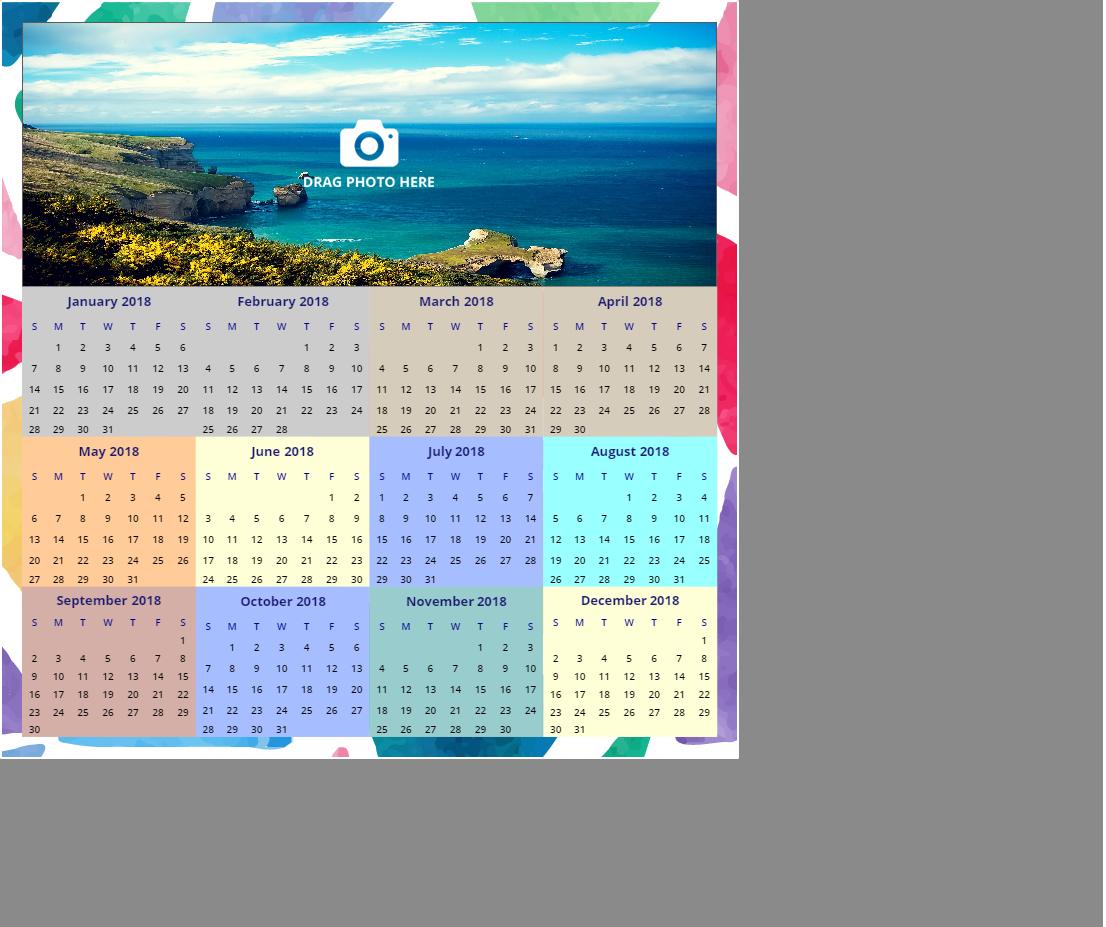 DRAG PHOTO HERE
January 2018
S M T W T F S
1 2 3 4 5 6
7 8 9 10 11 12 13
14 15 16 17 18 19 20
21 22 23 24 25 26 27
28 29 30 31
February 2018
S M T W T F S
1 2 3
4 5 6 7 8 9 10
11 12 13 14 15 16 17
18 19 20 21 22 23 24
25 26 27 28
March 2018
S M T W T F S
1 2 3
4 5 6 7 8 9 10
11 12 13 14 15 16 17
18 19 20 21 22 23 24
25 26 27 28 29 30 31
April 2018
S M T W T F S
1 2 3 4 5 6 7
8 9 10 11 12 13 14
15 16 17 18 19 20 21
22 23 24 25 26 27 28
29 30
May 2018
S M T W T F S
1 2 3 4 5
6 7 8 9 10 11 12
13 14 15 16 17 18 19
20 21 22 23 24 25 26
27 28 29 30 31
June 2018
S M T W T F S
1 2
3 4 5 6 7 8 9
10 11 12 13 14 15 16
17 18 19 20 21 22 23
24 25 26 27 28 29 30
July 2018
S M T W T F S
1 2 3 4 5 6 7
8 9 10 11 12 13 14
15 16 17 18 19 20 21
22 23 24 25 26 27 28
29 30 31
August 2018
S M T W T F S
1 2 3 4
5 6 7 8 9 10 11
12 13 14 15 16 17 18
19 20 21 22 23 24 25
26 27 28 29 30 31
September 2018
S M T W T F S
1
2 3 4 5 6 7 8
9 10 11 12 13 14 15
16 17 18 19 20 21 22
23 24 25 26 27 28 29
30
October 2018
S M T W T F S
1 2 3 4 5 6
7 8 9 10 11 12 13
14 15 16 17 18 19 20
21 22 23 24 25 26 27
28 29 30 31
November 2018
S M T W T F S
1 2 3
4 5 6 7 8 9 10
11 12 13 14 15 16 17
18 19 20 21 22 23 24
25 26 27 28 29 30
December 2018
S M T W T F S
1
2 3 4 5 6 7 8
9 10 11 12 13 14 15
16 17 18 19 20 21 22
23 24 25 26 27 28 29
30 31